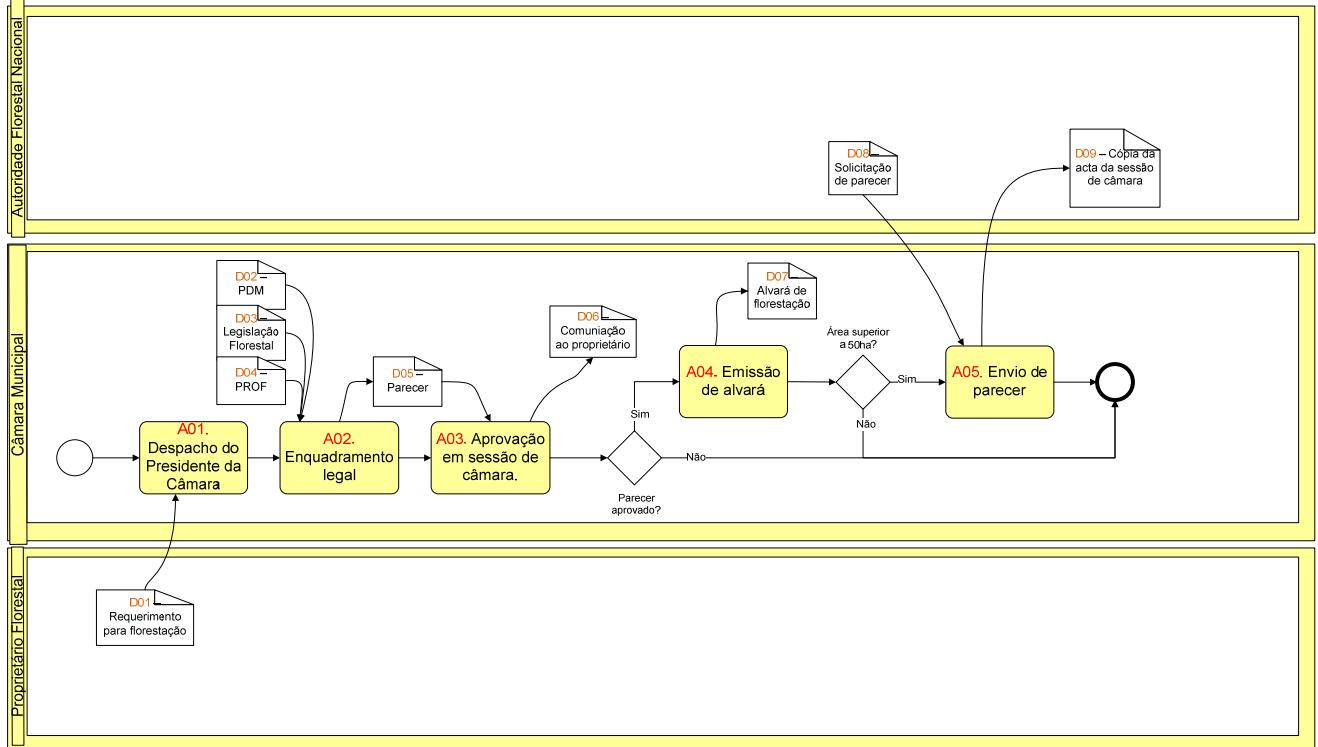 Autoridade Florestal Nacional
D08 –
Solicitação
de parecer
D09 – Cópia da
acta da sessão
de câmara
Câmara Municipal
D02 –
PDM
D03 –
Legislação
Florestal
D04 –
PROF
D05 –
Parecer
D06 –
Comuniação
ao proprietário
D07 –
Alvará de
florestação
A01.
Despacho do
Presidente da
Câmara
A02.
Enquadramento
legal
A03. Aprovação
em sessão de
câmara.
Parecer
aprovado?
Sim
Não
A04. Emissão
de alvará
Área superior
a 50ha?
Sim
Não
A05. Envio de
parecer
Proprietário Florestal
D01 –
Requerimento
para florestação